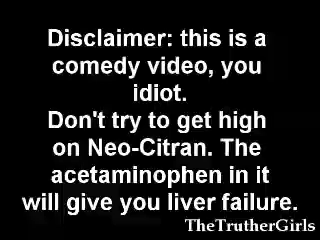 Disclaimer: this is a
comedy video, you
idiot.
Don't try to get high
on Neo-Citran. The
acetaminophen in it
will give you liver failure.
TheTrutherGirls